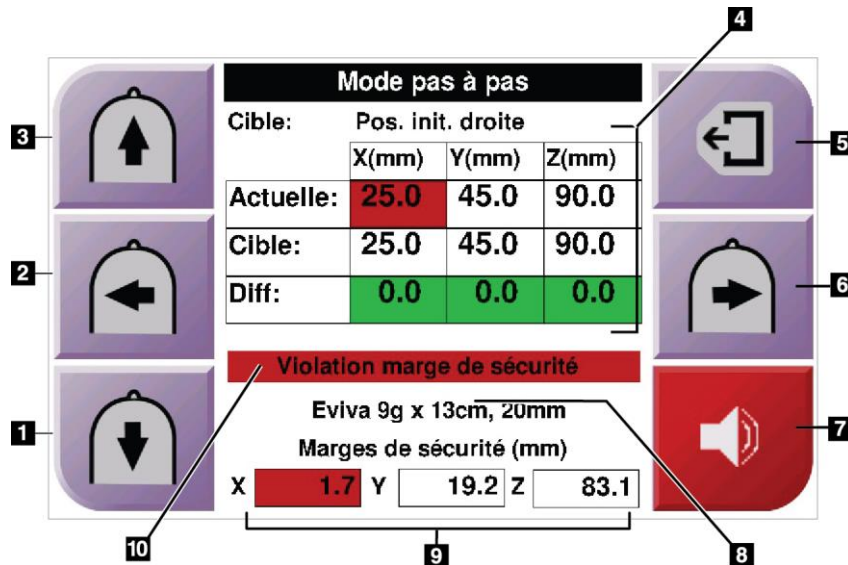 4
Mode pas à pas
Cible: Pos. init. droite
3
5
X(mm) Y(mm) Z(mm)
Actuelle: 25.0 45.0 90.0
Cible: 25.0 45.0 90.0
2
6
Diff: 0.0 0.0 0.0
Violation marge de sécurité
Eviva 9g x 13cm, 20mm
1
7
Marges de sécurité (mm)
X 1.7 Y 19.2 Z 83.1
10
9
8